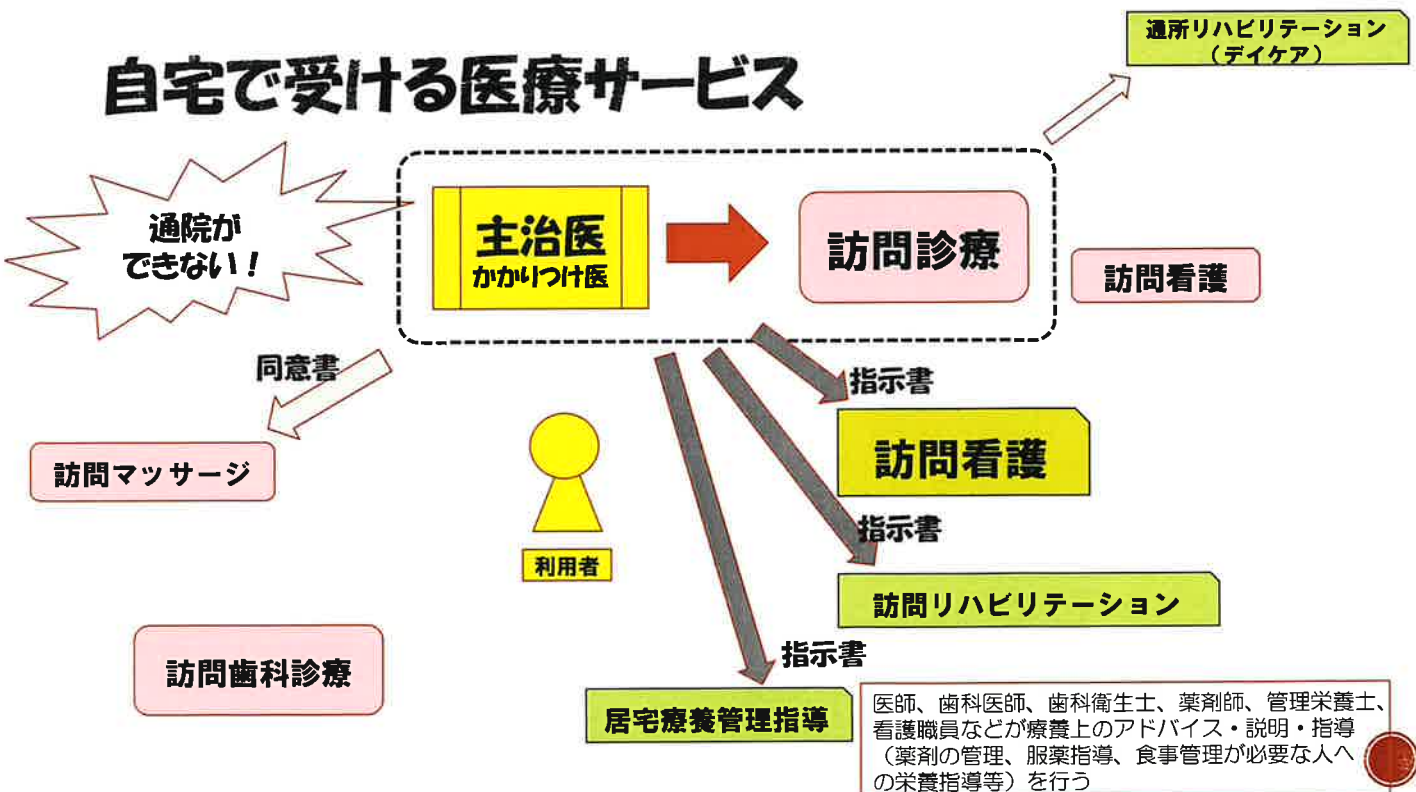 通所リハビリテーション
（デイケア）
自宅で受ける医療サービス
通院が
できない！
主治医
かかりつけ医
訪問診療
訪問看護
同意書
指示書
訪問マッサージ
訪問看護
指示書
利用者
訪問リハビリテーション
訪問歯科診療
指示書
居宅療養管理指導
医師、歯科医師、歯科衛生士、薬剤師、管理栄養士、
看護職員などが療養上のアドバイス・説明・指導
（薬剤の管理、服薬指導、食事管理が必要な人へ
の栄養指導等）を行う